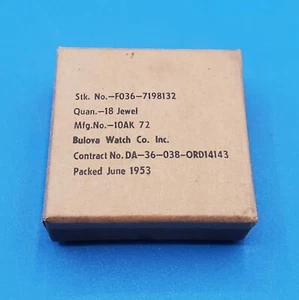 Stk. No.—F036—7198132
Quan.—18 Jewel
Mfg.No.—10AK 72
Bulova Watch Co. Inc.
Contract No. DA—36—038—ORD14143
Packed June 1953